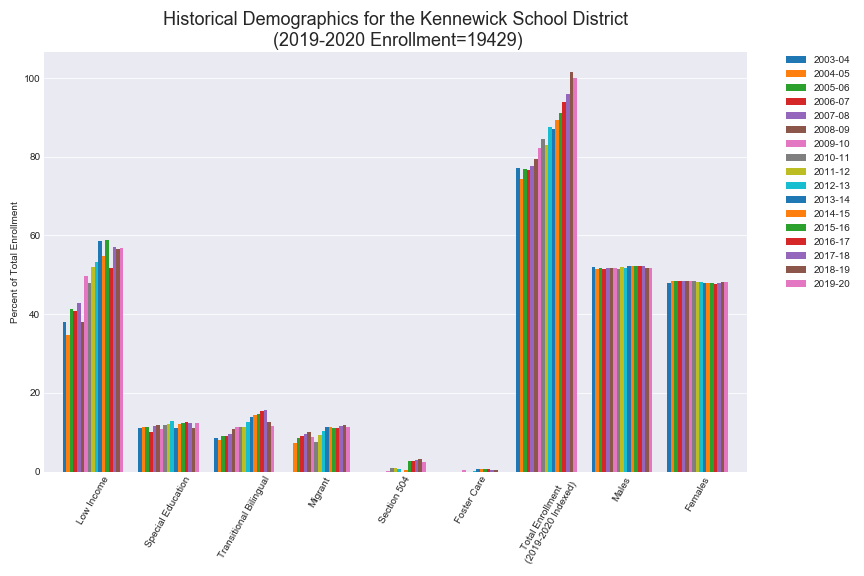 Historical Demographics for the Kennewick School District
(2019-2020 Enrollment=19429)
Percent of Total Enrollment
100
80
60
40
20
0
Low Income
Special Education
Transitional Bilingual
Migrant
Section 504
Foster Care
Total Enrollment
(2019-2020 Indexed)
Males
Females
2003-04
2004-05
2005-06
2006-07
2007-08
2008-09
2009-10
2010-11
2011-12
2012-13
2013-14
2014-15
2015-16
2016-17
2017-18
2018-19
2019-20